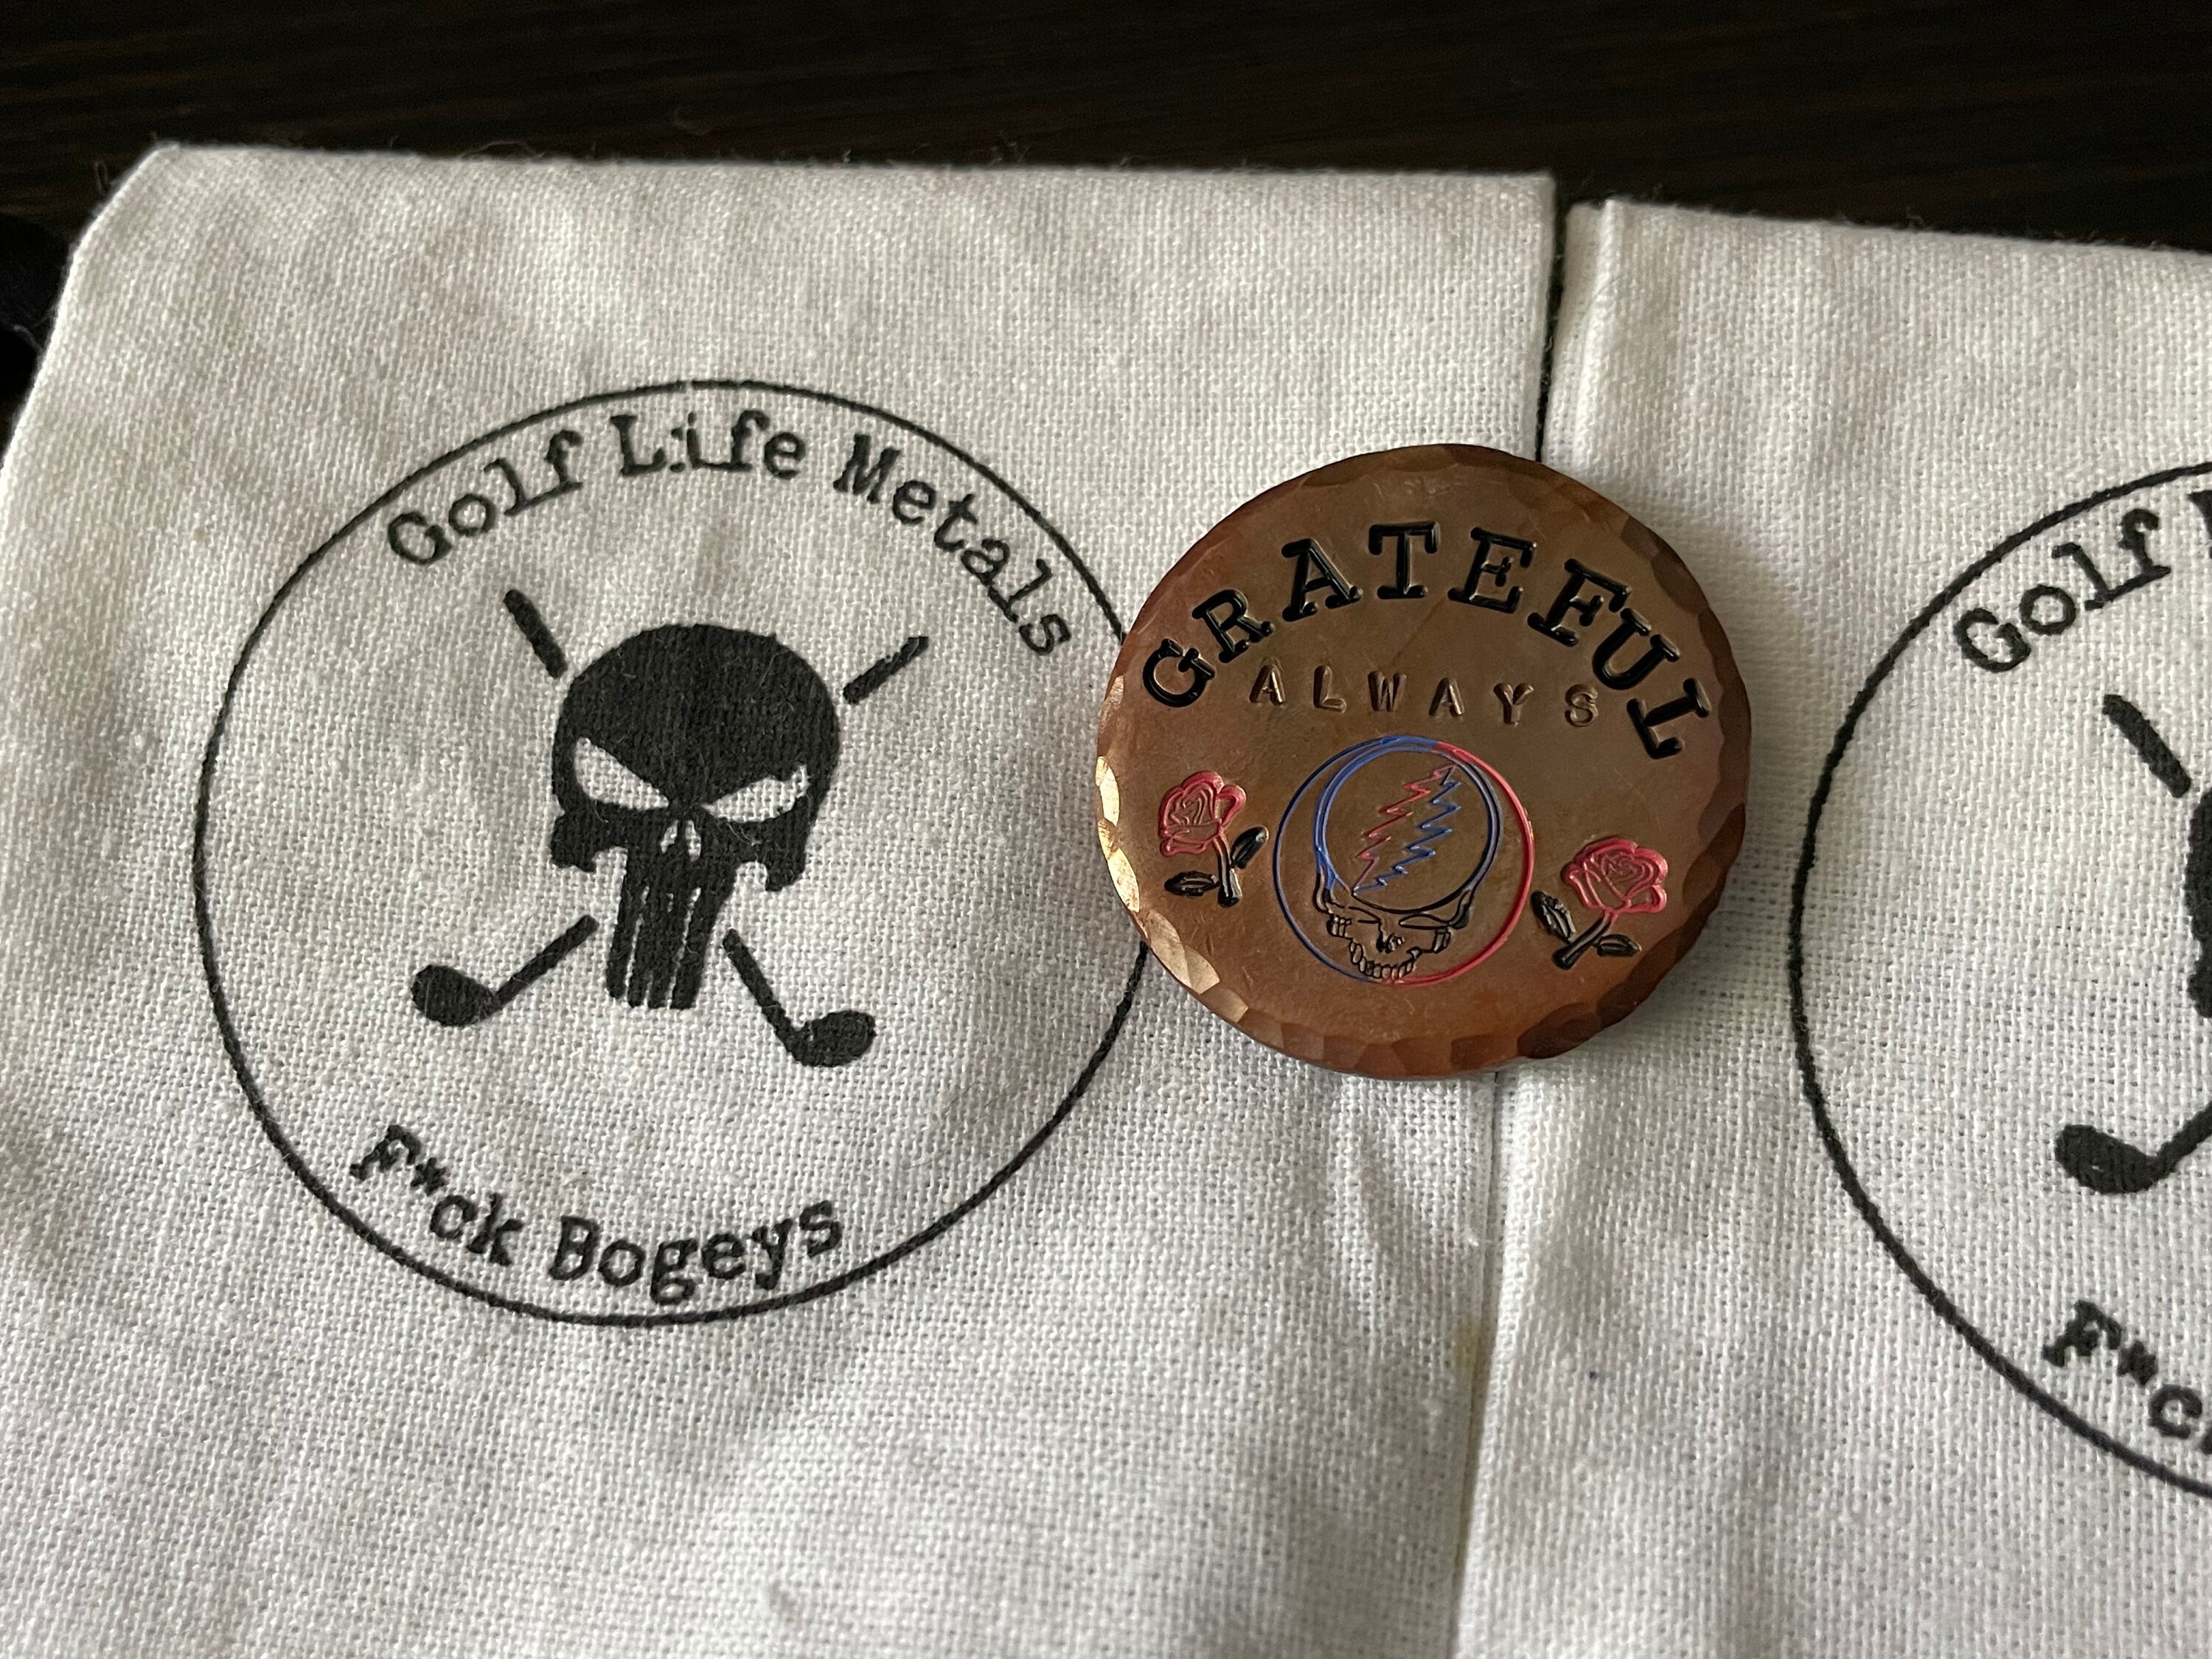 Golf Life Metals
F*ck Bogeys
GRATEFUL
ALWAYS
Golf
F*c